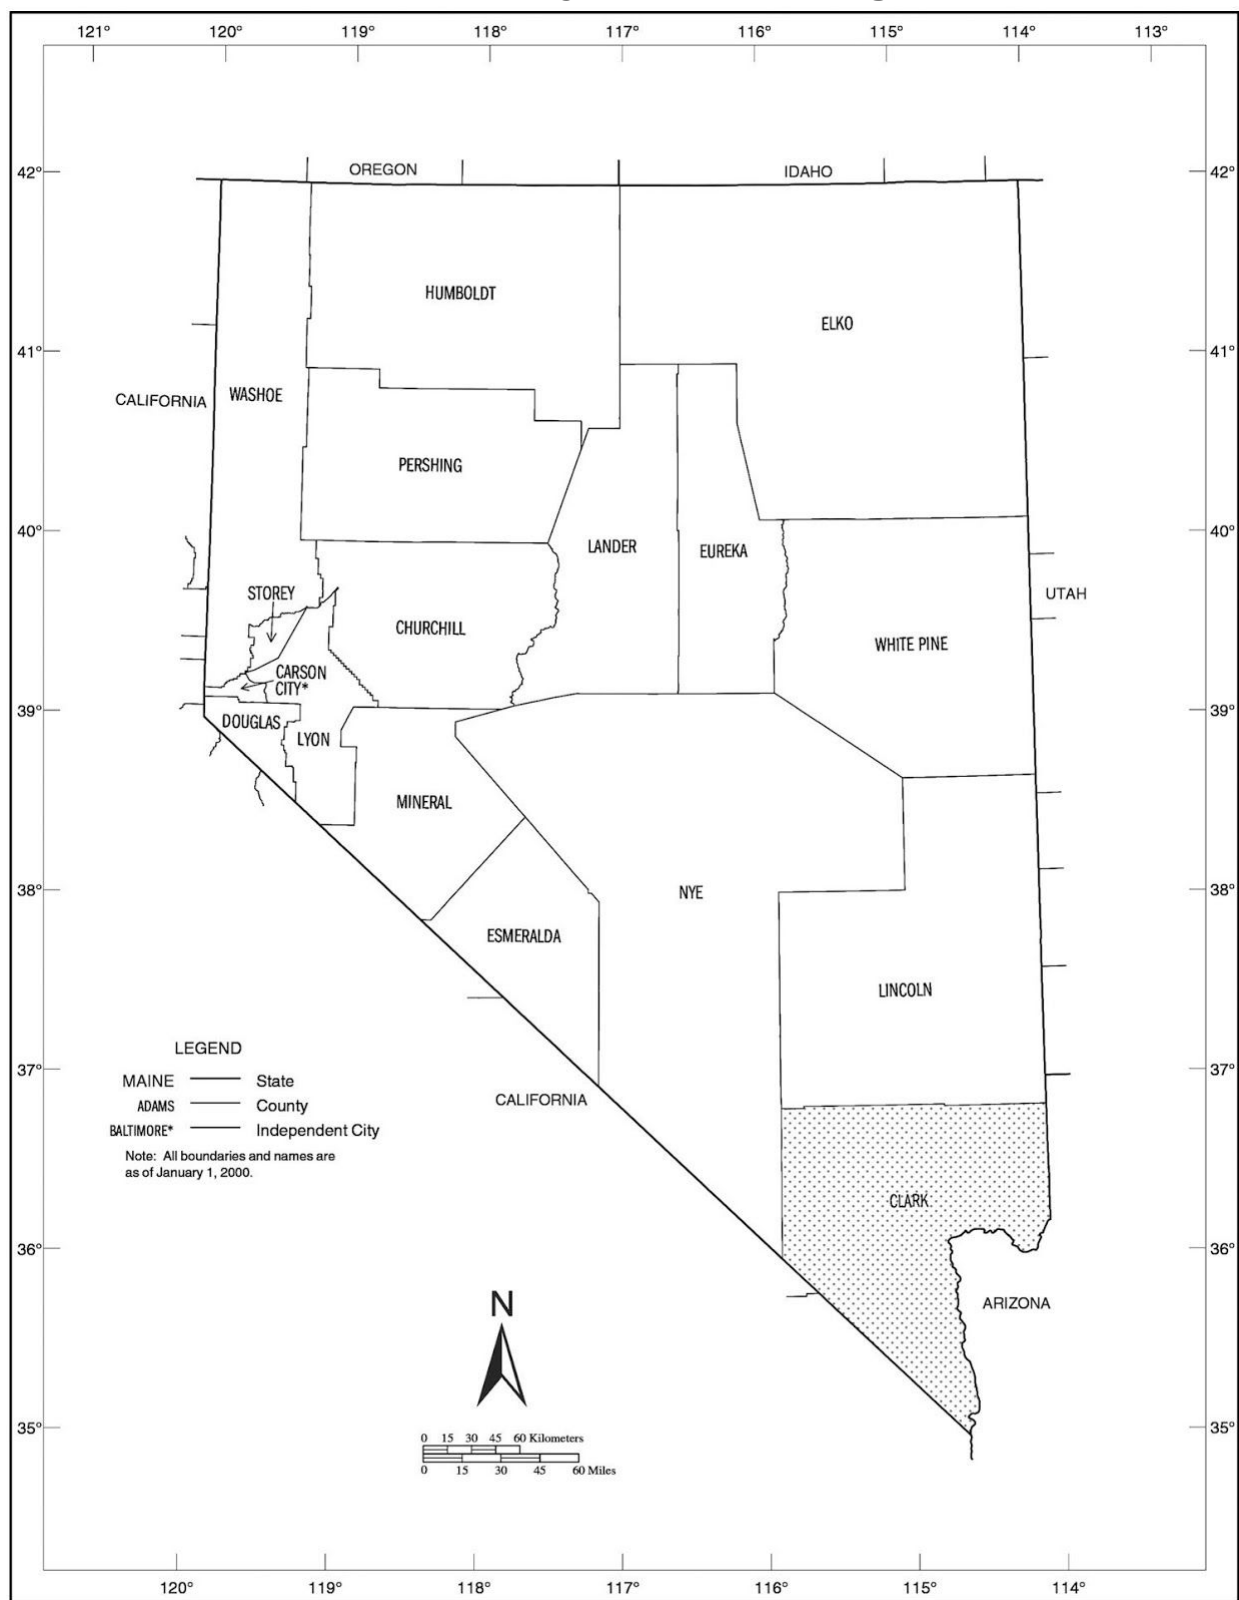 121° 120° 119° 118° 117° 116° 115° 114° 113°
OREGON IDAHO
42° 42°
HUMBOLDT
ELKO
41° 41°
WASHOE
CALIFORNIA
PERSHING
40° 40°
LANDER
EUREKA
STOREY UTAH
CHURCHILL
WHITE PINE
CARSON
CITY*
39° 39°
DOUGLAS
LYON
MINERAL
38° 38°
NYE
ESMERALDA
LINCOLN
LEGEND
37° 37°
MAINE State
CALIFORNIA
ADAMS County
BALTIMORE* Independent City
Note: All boundaries and names are
as of January 1, 2000.
CLARK
36° 36°
N
ARIZONA
35° 35°
0 15 30 45 60 Kilometers
0 15 30 45 60 Miles
120° 119° 118° 117° 116° 115° 114°